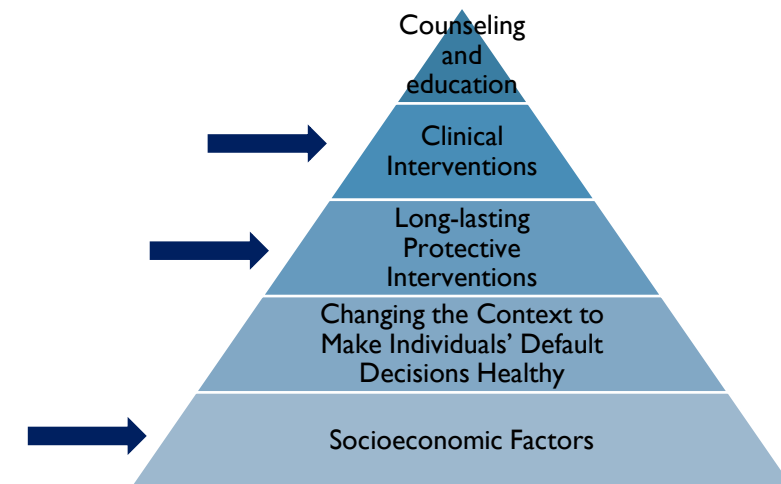 Counseling
and
education
Clinical
Interventions
Long-lasting
Protective
Interventions
Changing the Context to
Make Individuals’ Default
Decisions Healthy
Socioeconomic Factors